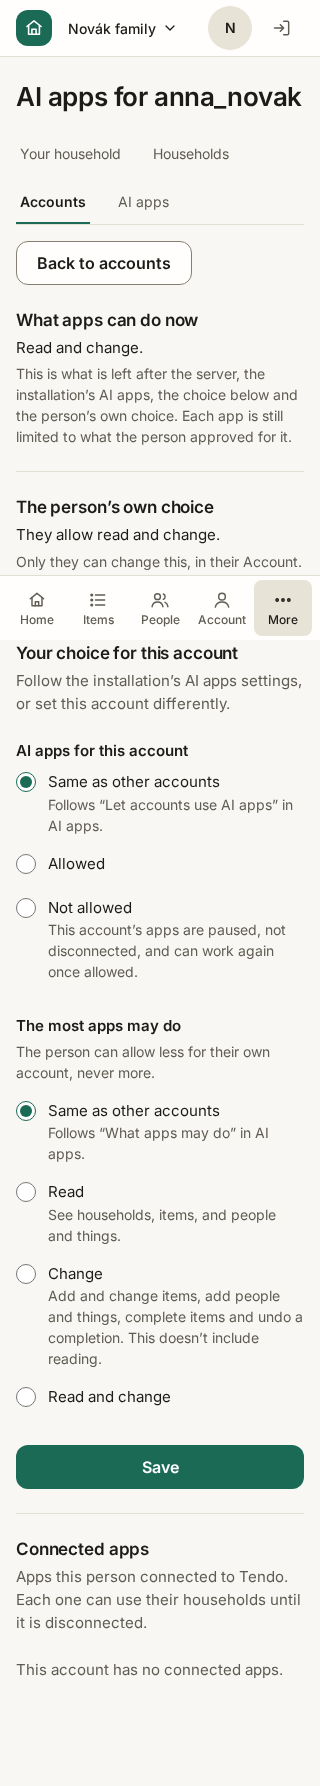 Novák family
N
AI apps for anna_novak
Your household
Households
Accounts
AI apps
Back to accounts
What apps can do now
Read and change.
This is what is left after the server, the
installation’s AI apps, the choice below and
the person’s own choice. Each app is still
limited to what the person approved for it.
The person’s own choice
They allow read and change.
Only they can change this, in their Account.
Home
Items
People
Account
More
Your choice for this account
Follow the installation’s AI apps settings,
or set this account differently.
AI apps for this account
Same as other accounts
Follows “Let accounts use AI apps” in
AI apps.
Allowed
Not allowed
This account’s apps are paused, not
disconnected, and can work again
once allowed.
The most apps may do
The person can allow less for their own
account, never more.
Same as other accounts
Follows “What apps may do” in AI
apps.
Read
See households, items, and people
and things.
Change
Add and change items, add people
and things, complete items and undo a
completion. This doesn’t include
reading.
Read and change
Save
Connected apps
Apps this person connected to Tendo.
Each one can use their households until
it is disconnected.
This account has no connected apps.